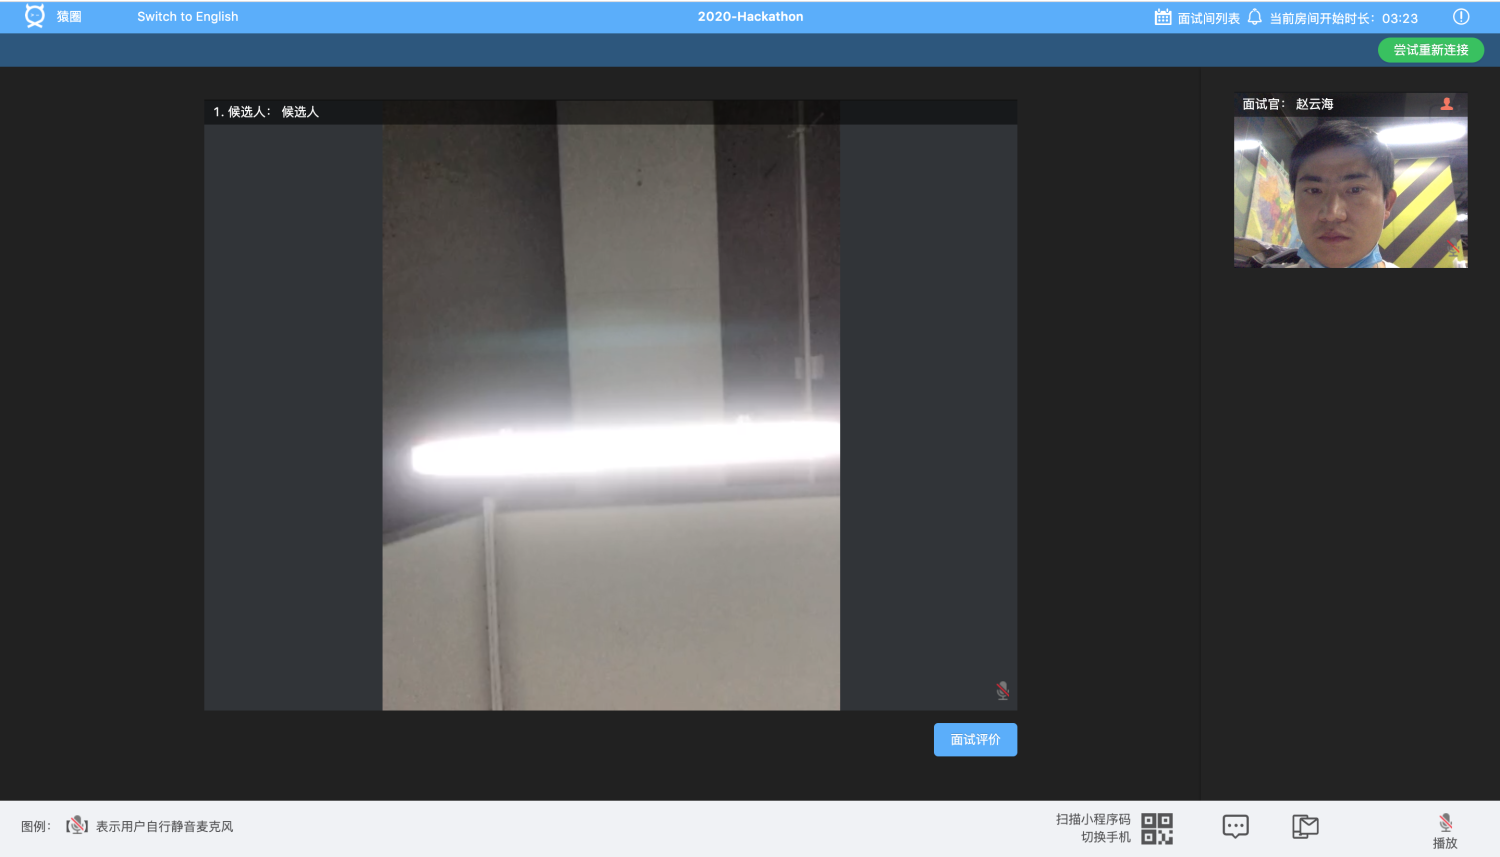 猿圈
Switch to English
2020-Hackathon
面试间列表
当前房间开始时长：03:23
尝试重新连接
1. 候选人： 候选人
面试官： 赵云海
面试评价
图例：【】表示用户自行静音麦克风
扫描小程序码
切换手机
播放